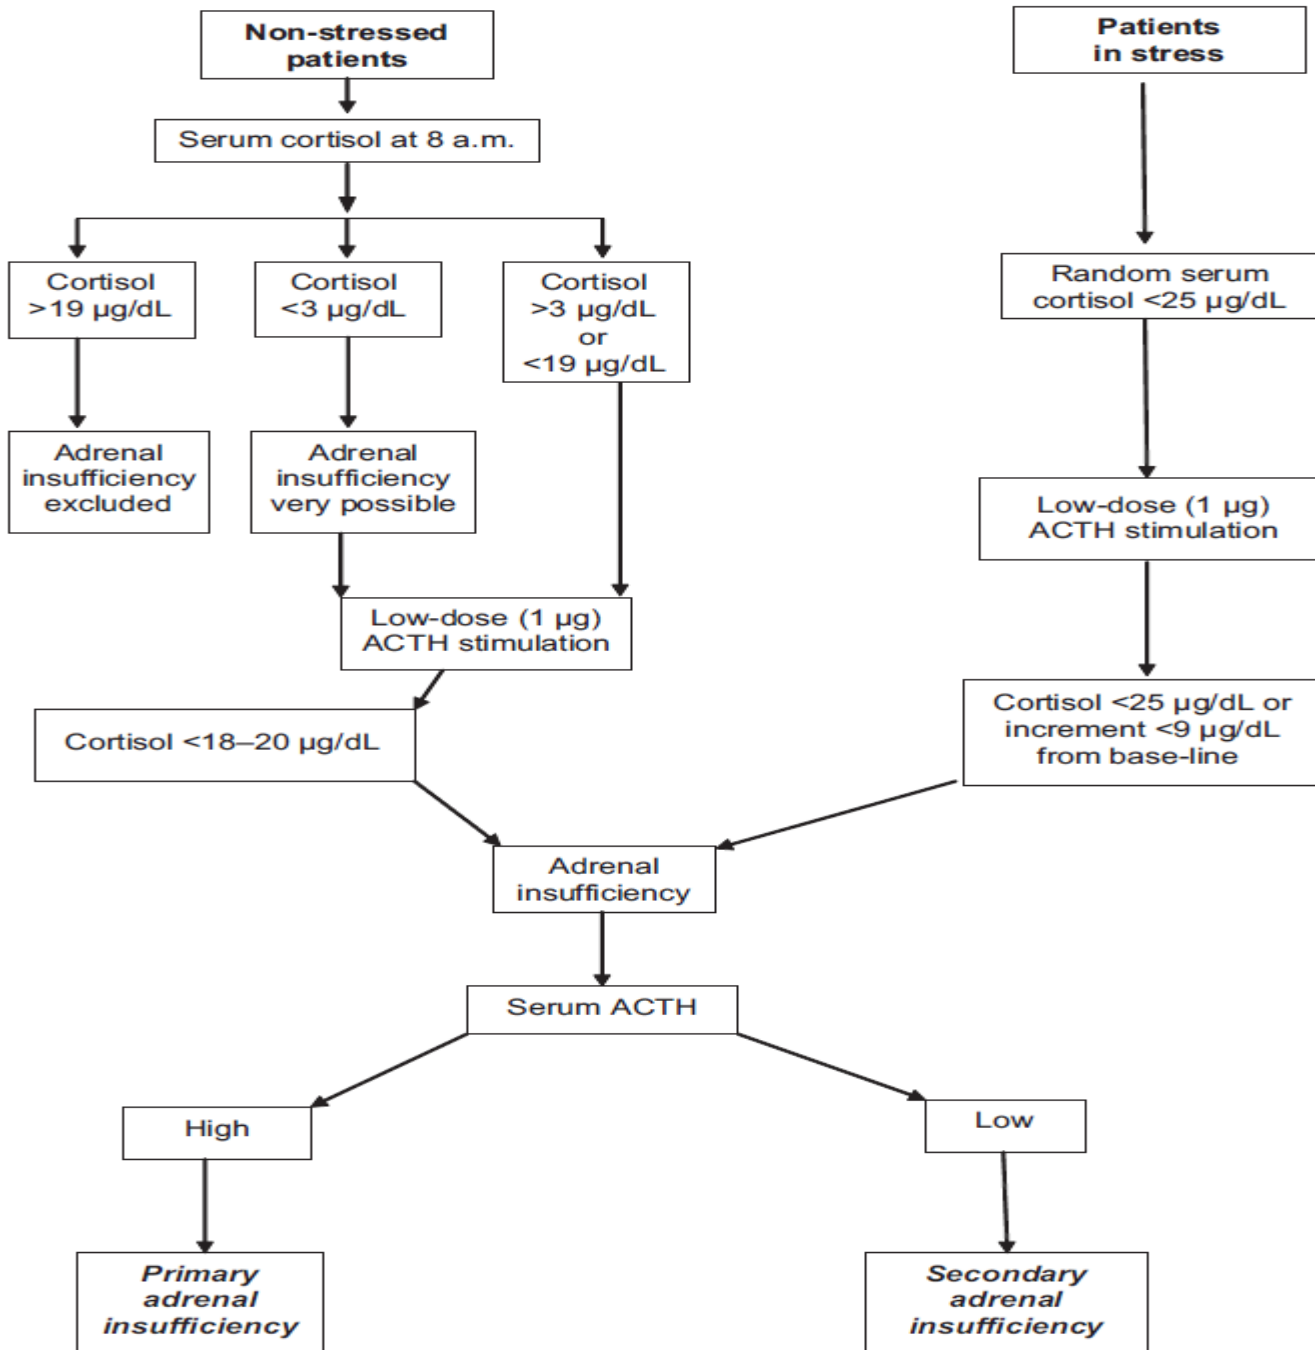 Non-stressed
patients
Patients
in stress
Serum cortisol at 8 a.m.
Cortisol
>19 µg/dL
Cortisol
<3 µg/dL
Cortisol
>3 µg/dL
or
<19 µg/dL
Random serum
cortisol <25 µg/dL
Adrenal
insufficiency
excluded
Adrenal
insufficiency
very possible
Low-dose (1 µg)
ACTH stimulation
Low-dose (1 µg)
ACTH stimulation
Cortisol <18–20 µg/dL
Cortisol <25 µg/dL or
increment <9 µg/dL
from base-line
Adrenal
insufficiency
Serum ACTH
High
Low
Primary
adrenal
insufficiency
Secondary
adrenal
insufficiency